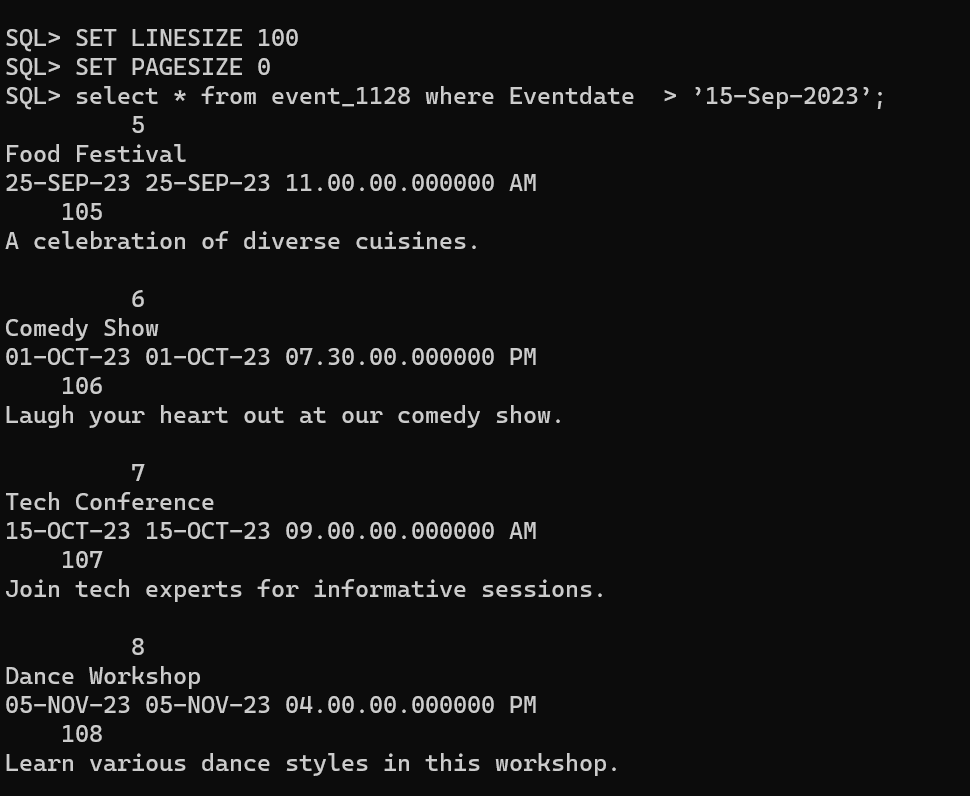 SQL> SET LINESIZE 100
SQL> SET PAGESIZE 0
SQL> select * from event_1128 where Eventdate  > ’15-Sep-2023’;
         5
Food Festival
25-SEP-23 25-SEP-23 11.00.00.000000 AM
    105
A celebration of diverse cuisines.

         6
Comedy Show
01-OCT-23 01-OCT-23 07.30.00.000000 PM
    106
Laugh your heart out at our comedy show.

         7
Tech Conference
15-OCT-23 15-OCT-23 09.00.00.000000 AM
    107
Join tech experts for informative sessions.

         8
Dance Workshop
05-NOV-23 05-NOV-23 04.00.00.000000 PM
    108
Learn various dance styles in this workshop.